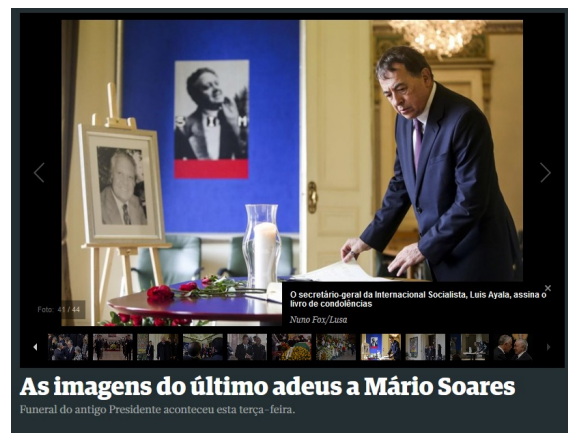 Foto: 41 / 44
O secretário-geral da Internacional Socialista, Luis Ayala, assina o
livro de condolências
Nuno Fox/Lusa
As imagens do último adeus a Mário Soares
Funeral do antigo Presidente aconteceu esta terça-feira.